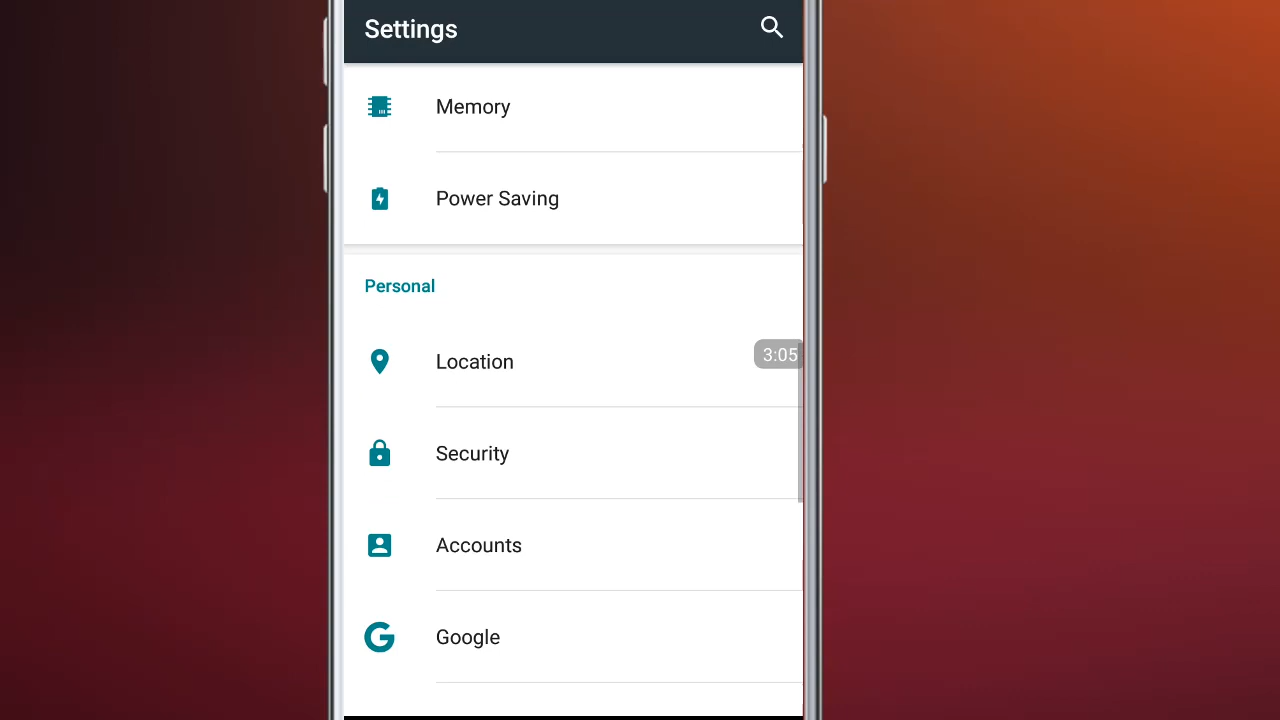 Settings
Memory
Power Saving
Personal
Location
3:05
Security
Accounts
Google